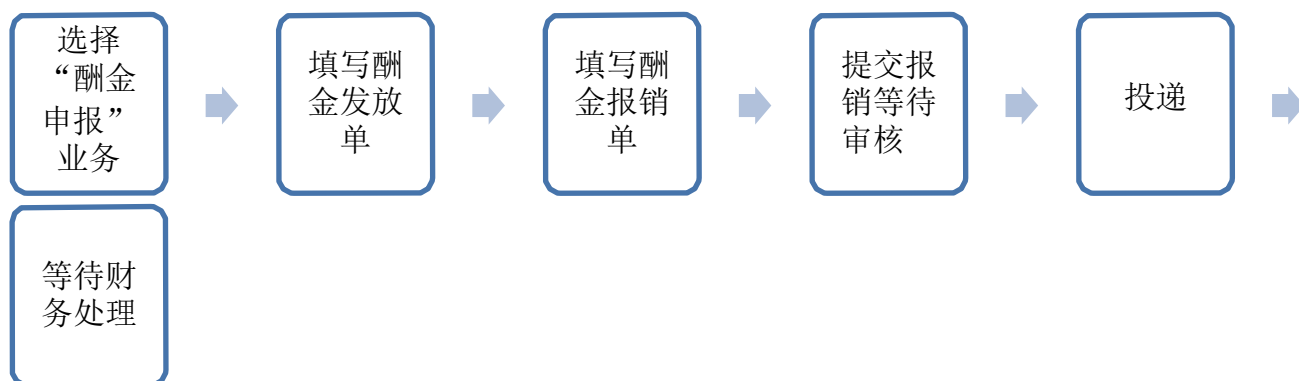 选择
“酬金
申报”
业务
填写酬
金发放
单
填写酬
金报销
单
提交报
销等待
审核
投递
等待财
务处理